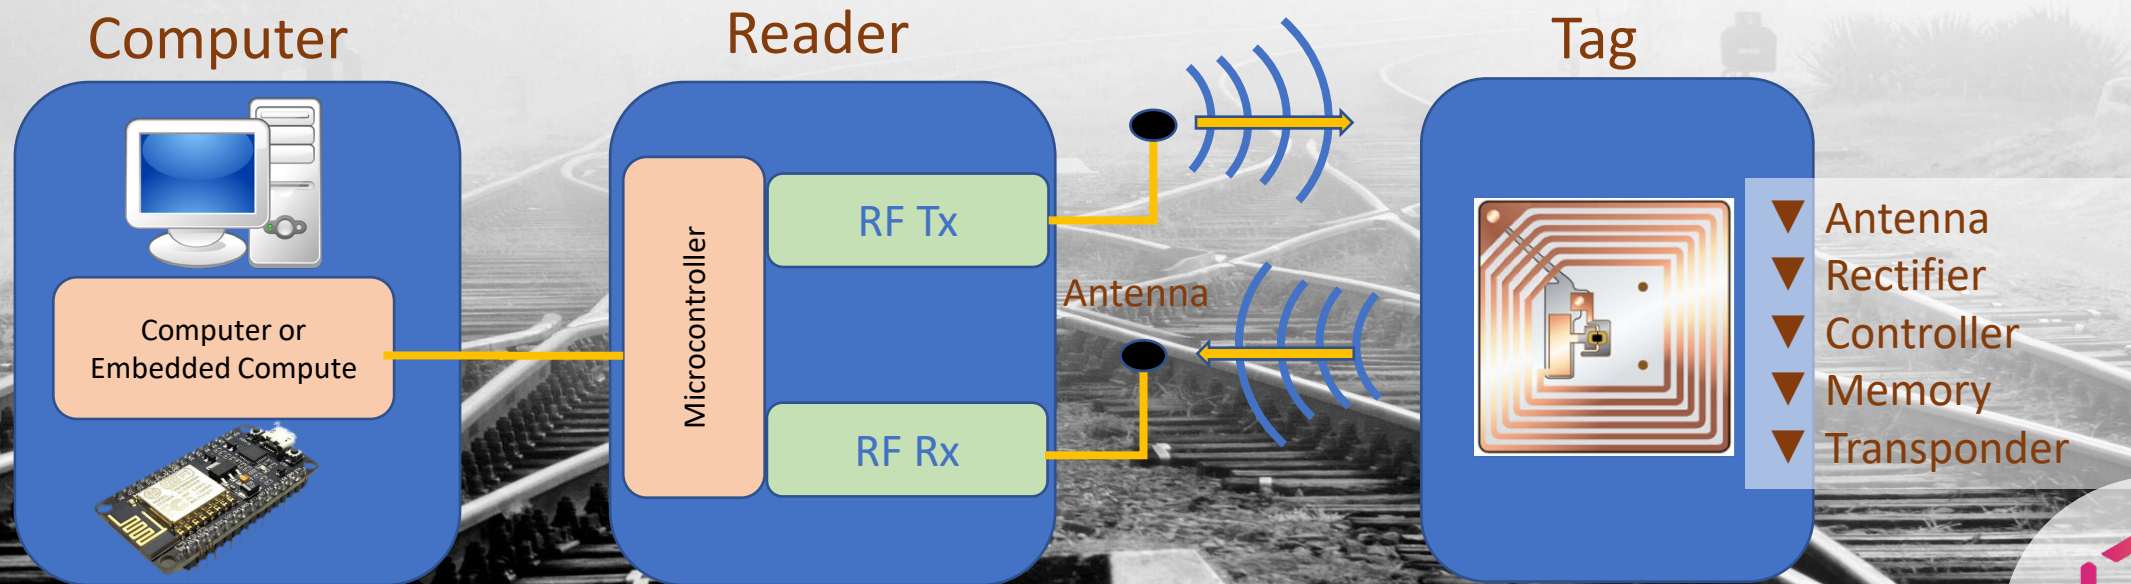 Computer
Reader
Tag
Computer or
Embedded Compute
Microcontroller
RF Tx
Antenna
RF Rx
Antenna
Rectifier
Controller
Memory
Transponder